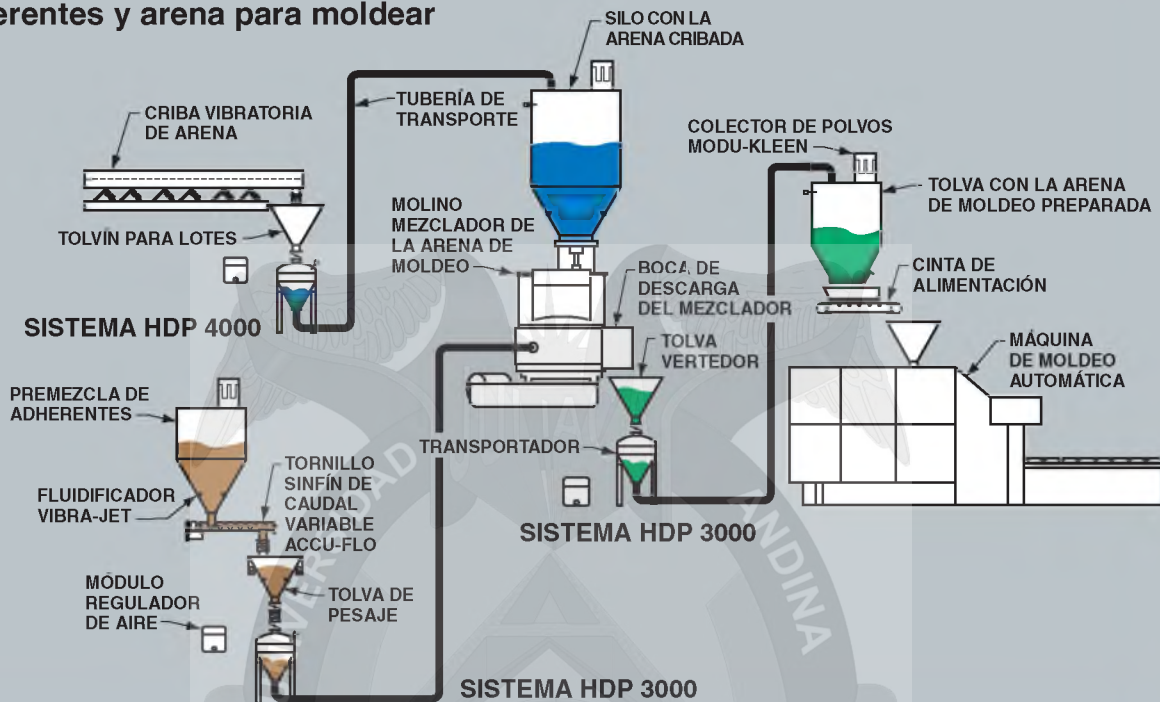 erentes y arena para moldear
SILO CON LA
ARENA CRIBADA
CRIBA VIBRATORIA
DE ARENA
TUBERÍA DE
TRANSPORTE
COLECTOR DE POLVOS
MODU-KLEEN
TOLVA CON LA ARENA
DE MOLDEO PREPARADA
MOLINO
MEZCLADOR DE
LA ARENA DE
MOLDEO
TOLVÍN PARA LOTES
BOCA DE
DESCARGA
DEL MEZCLADOR
CINTA DE
ALIMENTACIÓN
SISTEMA HDP 4000
TOLVA
VERTEDOR
MÁQUINA
DE MOLDEO
AUTOMÁTICA
PREMEZCLA DE
ADHERENTES
TRANSPORTADOR
TORNILLO
SINFÍN DE
CAUDAL
VARIABLE
ACCU-FLO
FLUIDIFICADOR
VIBRA-JET
SISTEMA HDP 3000
MÓDULO
REGULADOR
DE AIRE
TOLVA DE
PESAJE
SISTEMA HDP 3000
VERSIDAD
ANDINA